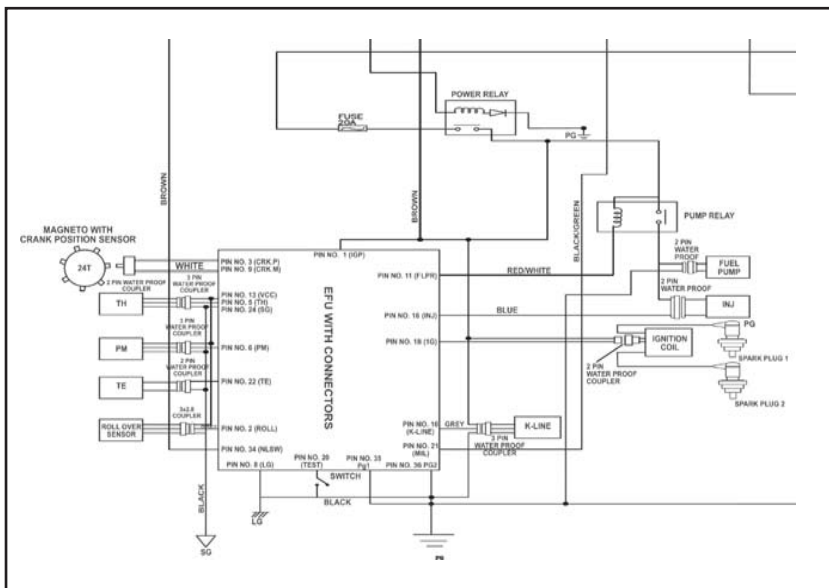 POWER RELAY
FUSE
20A
PG
BROWN
BROWN
BLACK/GREEN
PUMP RELAY
MAGNETO WITH
CRANK POSITION SENSOR
24T
WHITE
PIN NO. 3 (CRK.P)
PIN NO. 9 (CRK.M)
2 PIN WATER PROOF
COUPLER
3 PIN
WATER PROOF
COUPLER
TH
PIN NO. 13 (VCC)
PIN NO. 5 (TH)
PIN NO. 24 (SG)
3 PIN
WATER PROOF
COUPLER
PM
PIN NO. 6 (PM)
2 PIN
WATER PROOF
COUPLER
TE
PIN NO. 22 (TE)
3x2.8
COUPLER
ROLL OVER
SENSOR
PIN NO. 2 (ROLL)
PIN NO. 34 (NLSW)
PIN NO. 8 (LG)
PIN NO. 1 (IGP)
EFU WITH CONNECTORS
PIN NO. 11 (FLPR)
RED/WHITE
PIN NO. 16 (INJ)
BLUE
PIN NO. 18 (1G)
PIN NO. 16
(K-LINE)
GREY
K-LINE
3 PIN
WATER PROOF
COUPLER
PIN NO. 21
(MIL)
PIN NO. 20
(TEST)
PIN NO. 35
Pg1
PIN NO. 36 PG2
SWITCH
BLACK
BLACK
LG
SG
2 PIN
WATER
PROOF
FUEL
PUMP
2 PIN
WATER PROOF
INJ
IGNITION
COIL
2 PIN
WATER PROOF
COUPLER
PG
SPARK PLUG 1
SPARK PLUG 2